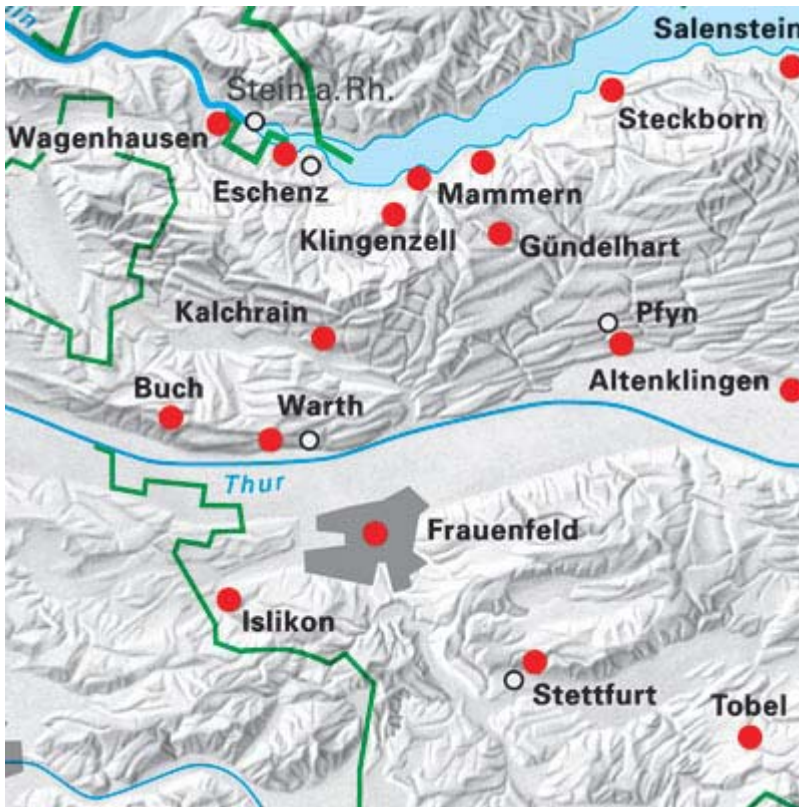 Salenstein
Stein a. Rh.
Steckborn
Wagenhausen
Eschenz
Mammern
Klingenzell
Gündelhart
Kalchrain
Pfyn
Altenklingen
Buch
Warth
Thur
Frauenfeld
Islikon
Stettfurt
Tobel